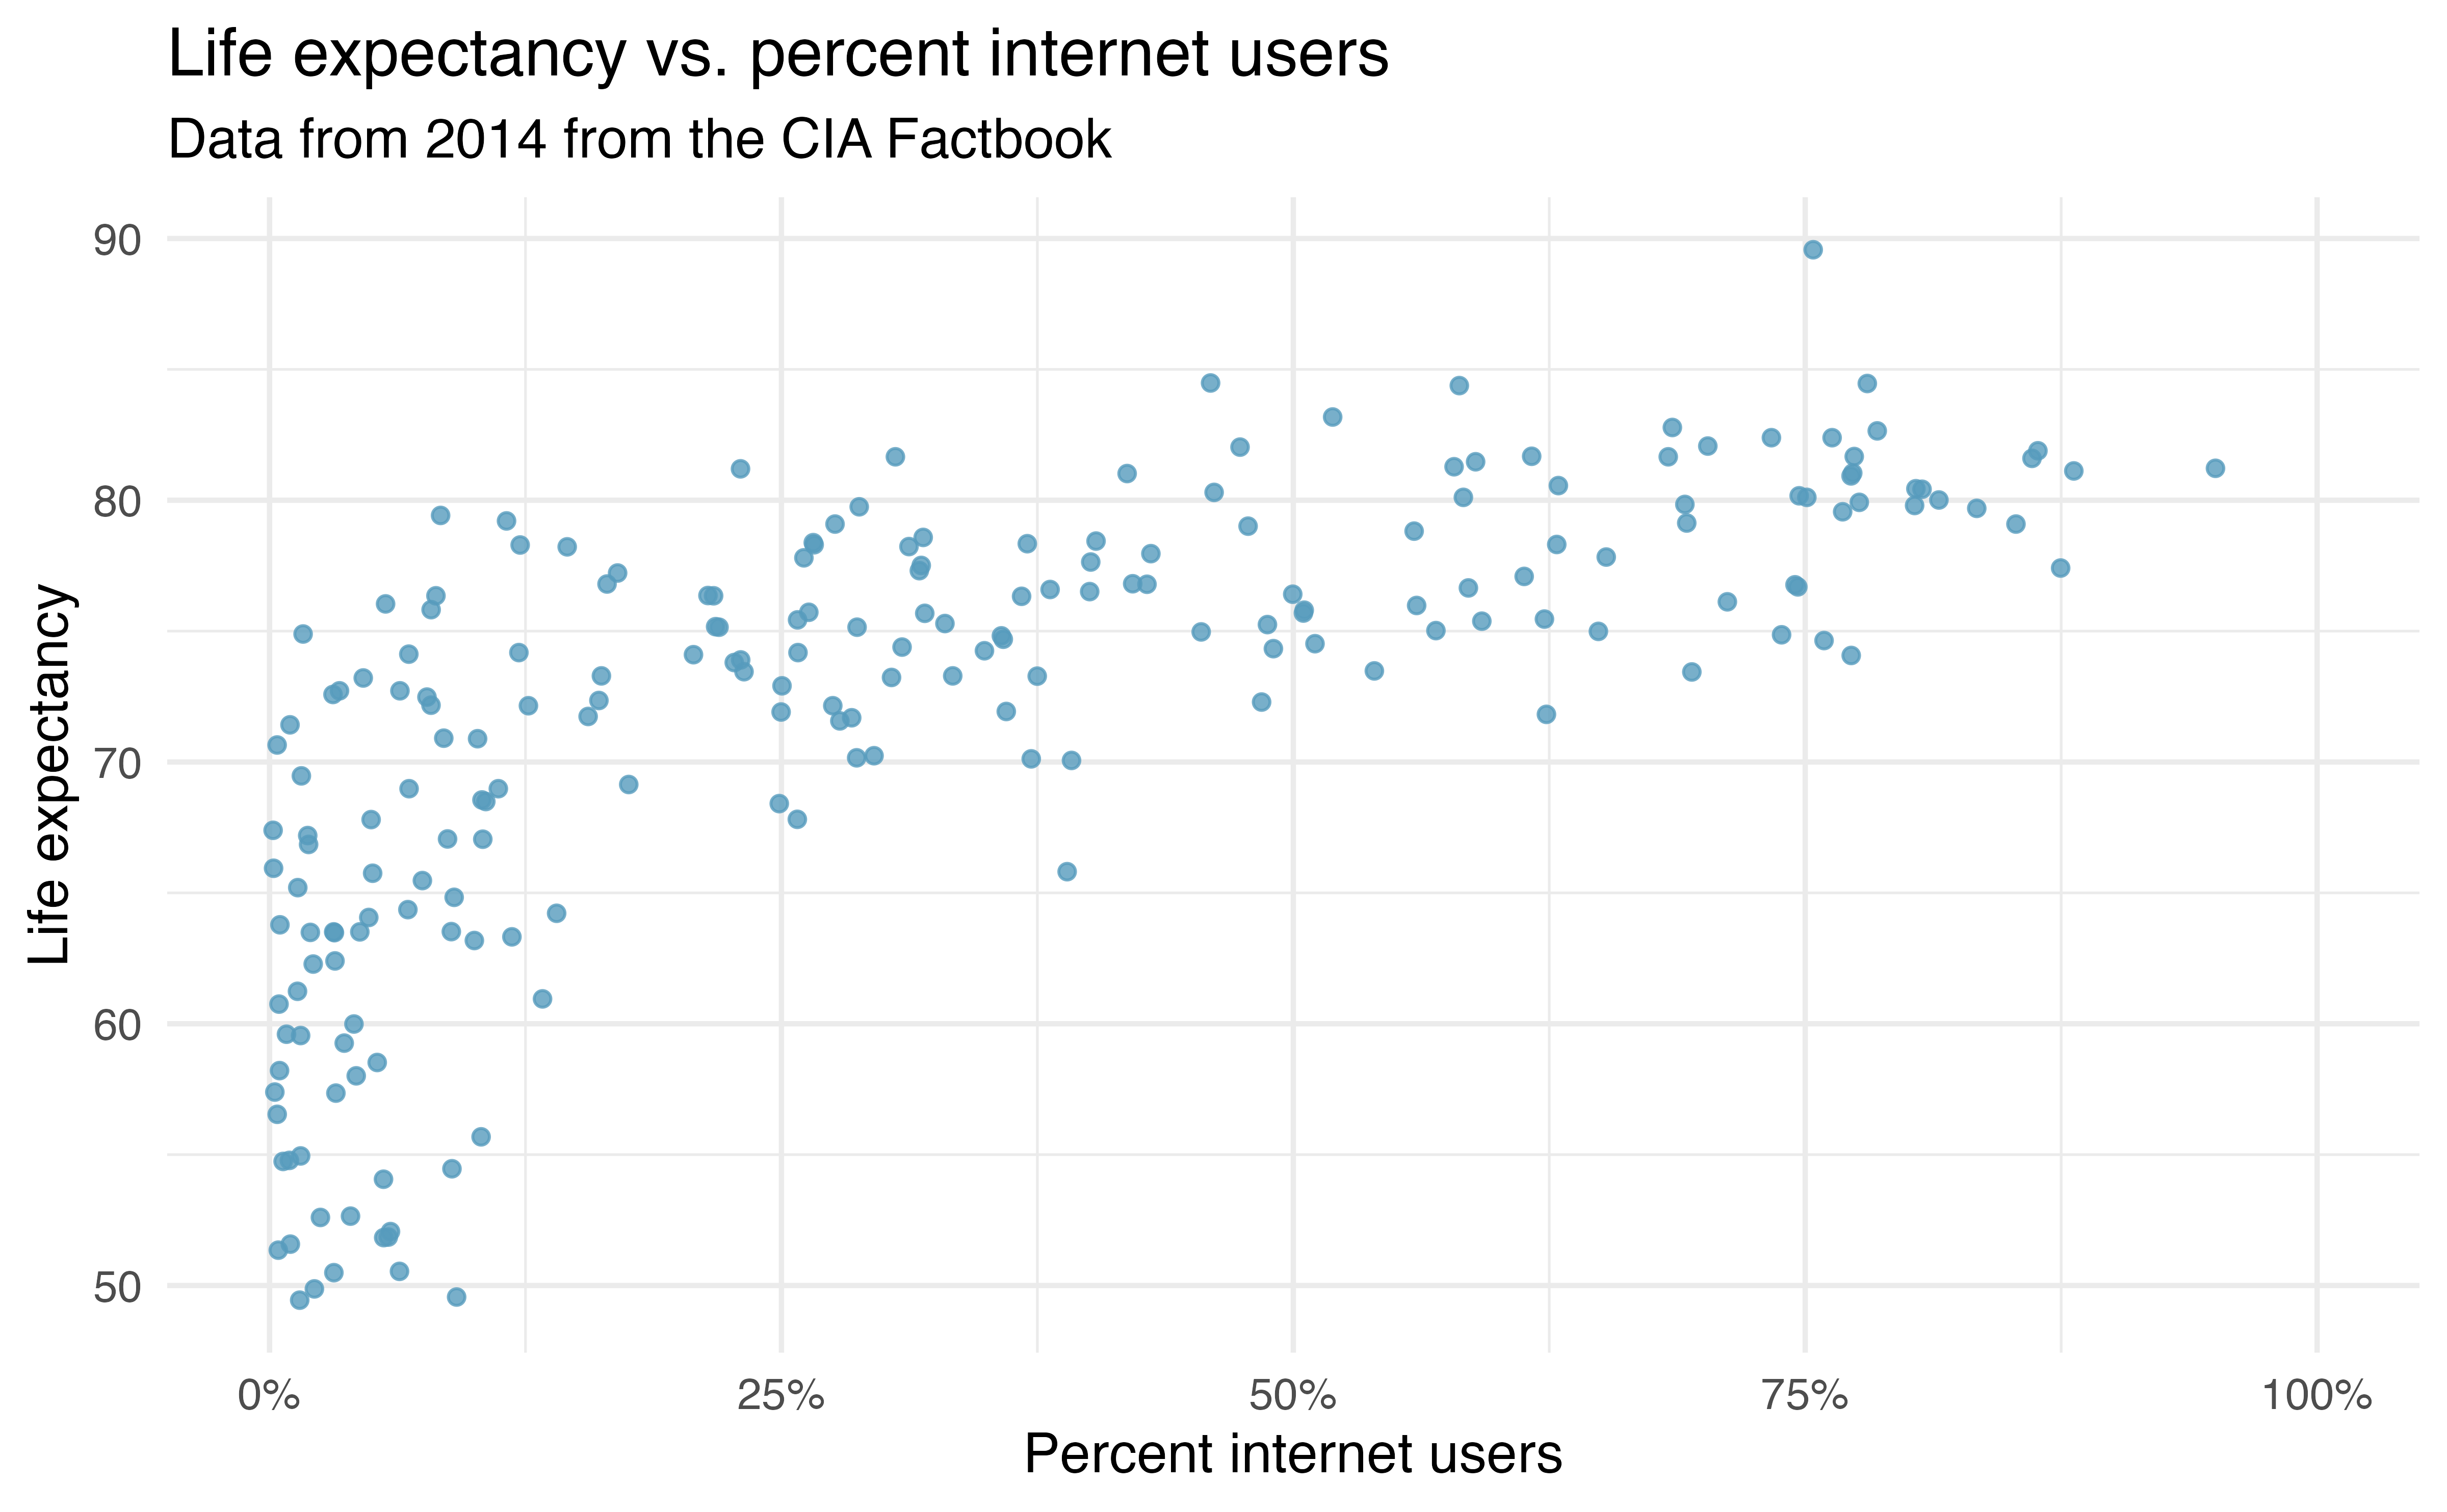 Life expectancy vs. percent internet users
Data from 2014 from the CIA Factbook
Life expectancy
90
80
70
60
50
0% 25% 50% 75% 100%
Percent internet users